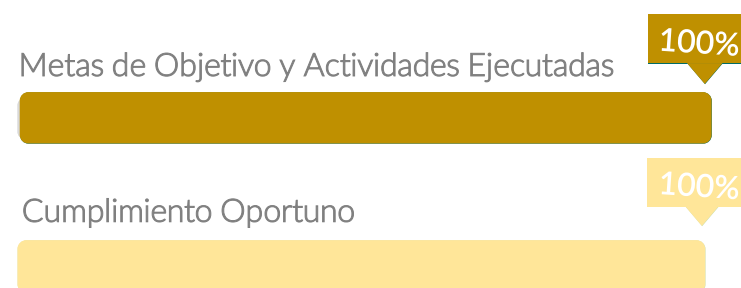 100%
Metas de Objetivo y Actividades Ejecutadas
100%
Cumplimiento Oportuno